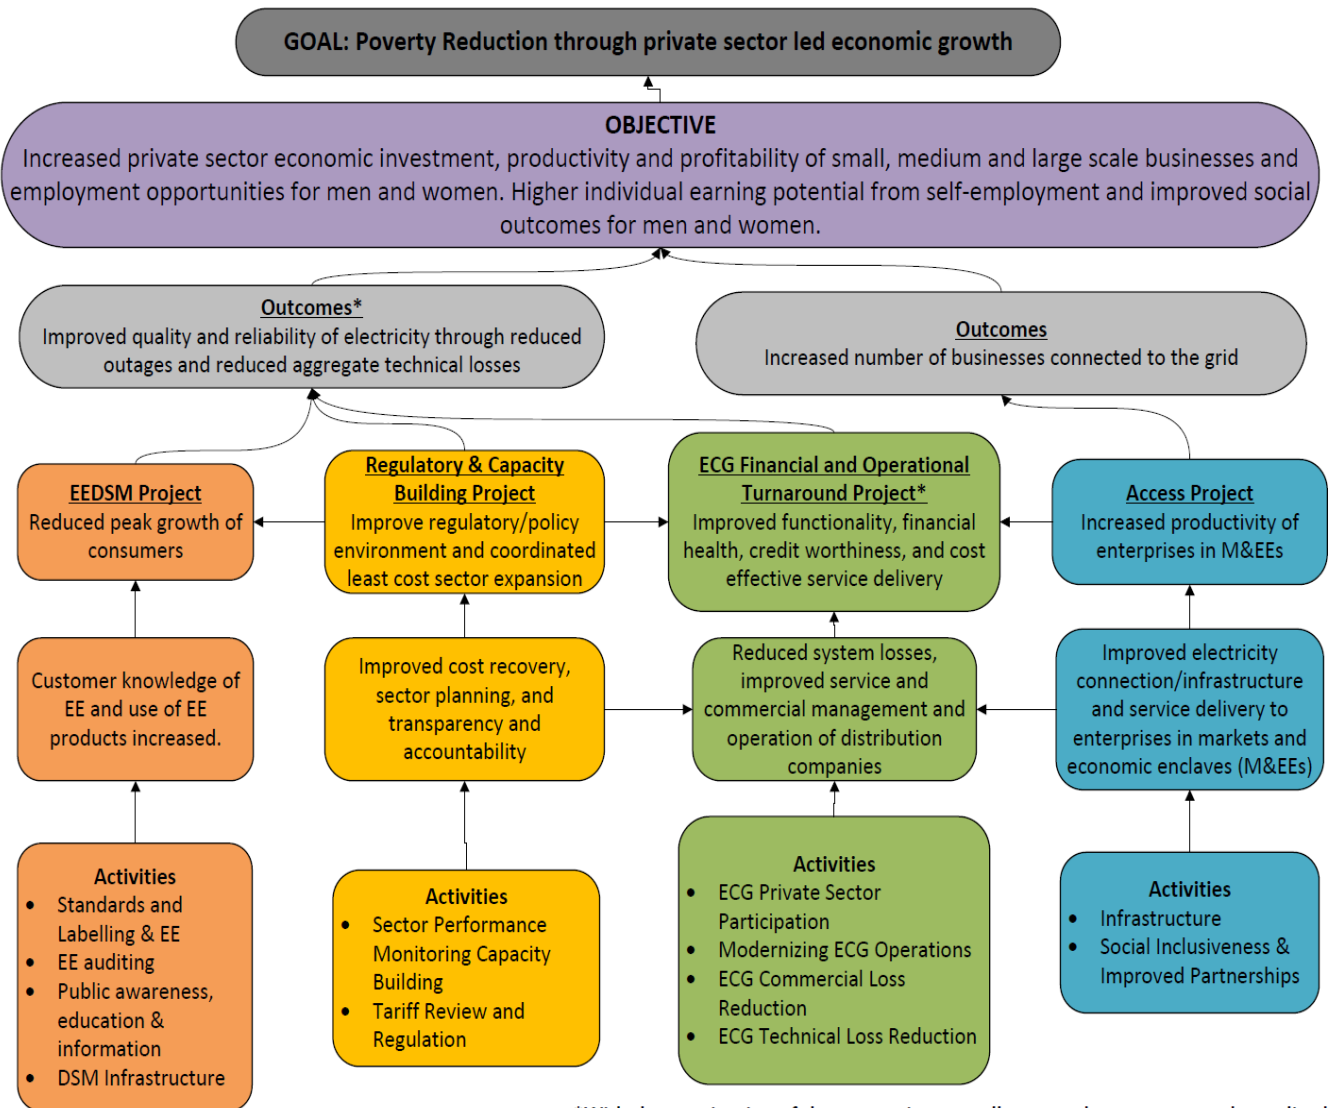 GOAL: Poverty Reduction through private sector led economic growth
OBJECTIVE
Increased private sector economic investment, productivity and profitability of small, medium and large scale businesses and
employment opportunities for men and women. Higher individual earning potential from self-employment and improved social
outcomes for men and women.
Outcomes*
Improved quality and reliability of electricity through reduced
outages and reduced aggregate technical losses
Outcomes
Increased number of businesses connected to the grid
EEDSM Project
Reduced peak growth of
consumers
Regulatory & Capacity
Building Project
Improve regulatory/policy
environment and coordinated
least cost sector expansion
ECG Financial and Operational
Turnaround Project*
Improved functionality, financial
health, credit worthiness, and cost
effective service delivery
Access Project
Increased productivity of
enterprises in M&EEs
Customer knowledge of
EE and use of EE
products increased.
Improved cost recovery,
sector planning, and
transparency and
accountability
Reduced system losses,
improved service and
commercial management and
operation of distribution
companies
Improved electricity
connection/infrastructure
and service delivery to
enterprises in markets and
economic enclaves (M&EEs)
Activities
• Standards and
Labelling & EE
• EE auditing
• Public awareness,
education &
information
• DSM Infrastructure
Activities
• Sector Performance
Monitoring Capacity
Building
• Tariff Review and
Regulation
Activities
• ECG Private Sector
Participation
• Modernizing ECG Operations
• ECG Commercial Loss
Reduction
• ECG Technical Loss Reduction
Activities
• Infrastructure
• Social Inclusiveness &
Improved Partnerships